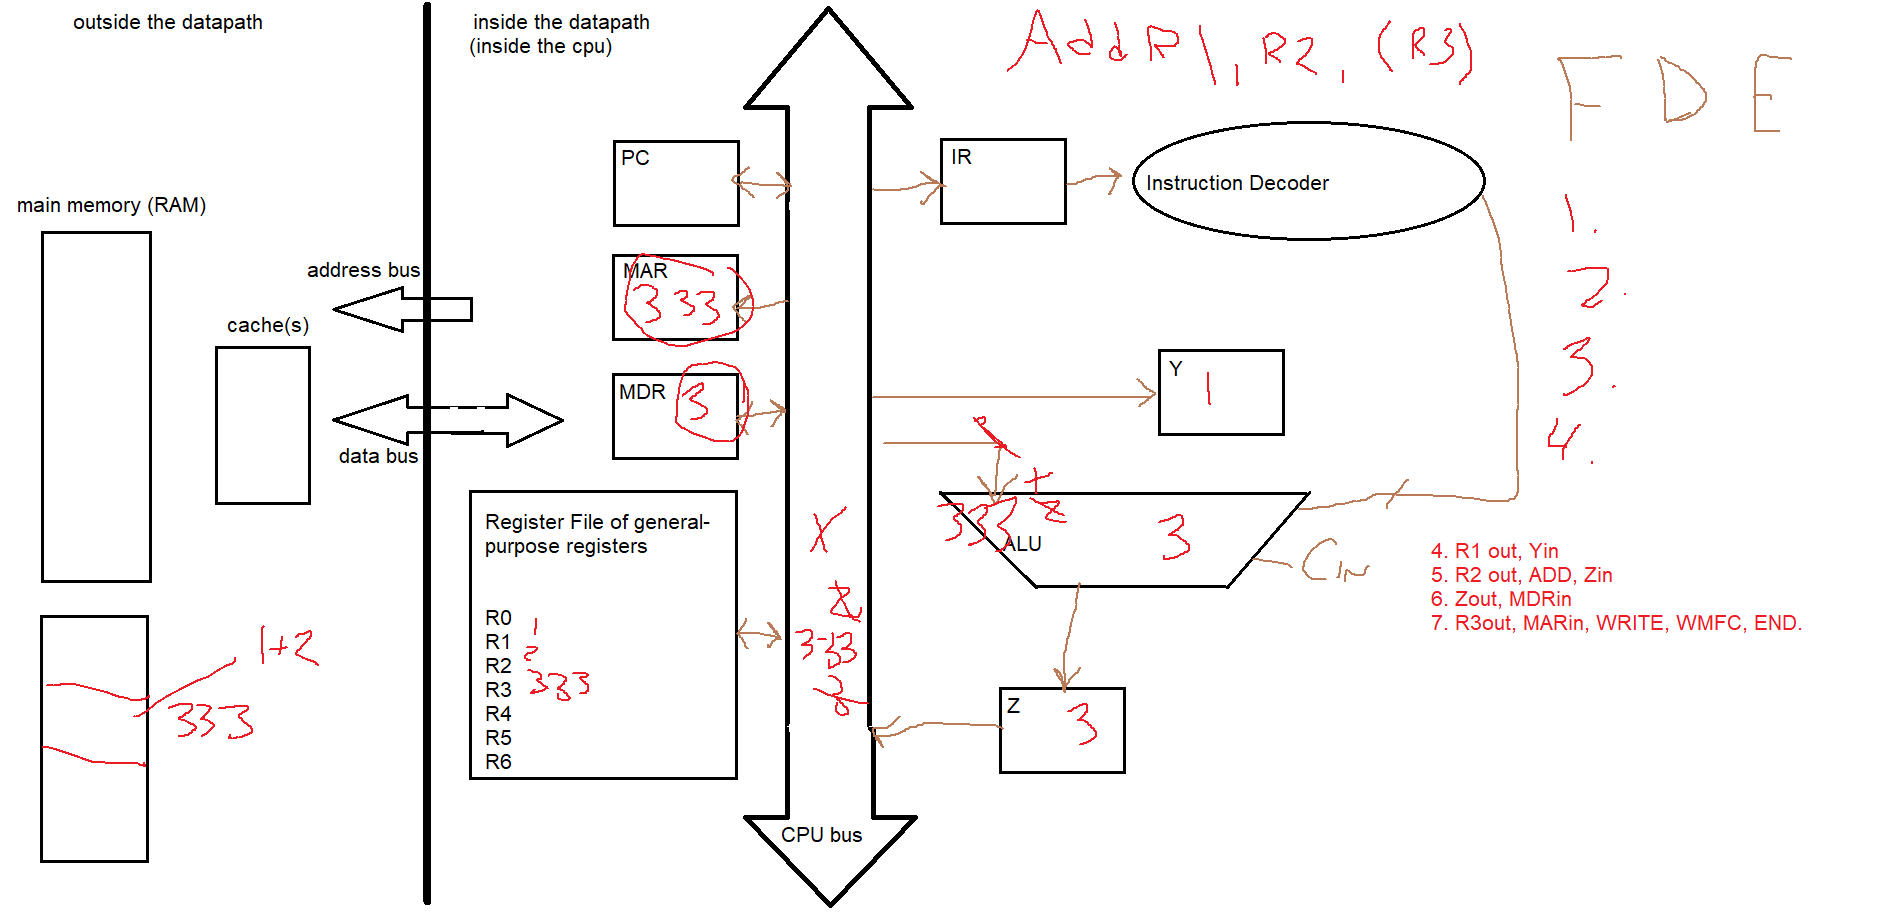 outside the datapath
inside the datapath
(inside the cpu)
Add R1, R2, (R3)
F D E
PC
IR
Instruction Decoder
main memory (RAM)
1.
2.
3.
4.
address bus
MAR
333
cache(s)
Y
1
MDR
3
data bus
+
333
2
ALU
3
CIN
Register File of general-
purpose registers
4. R1 out, Yin
5. R2 out, ADD, Zin
6. Zout, MDRin
7. R3out, MARin, WRITE, WMFC, END.
R0
R1 1
R2 2
R3 333
R4
R5
R6
2
333
3
1+2
333
Z
3
CPU bus